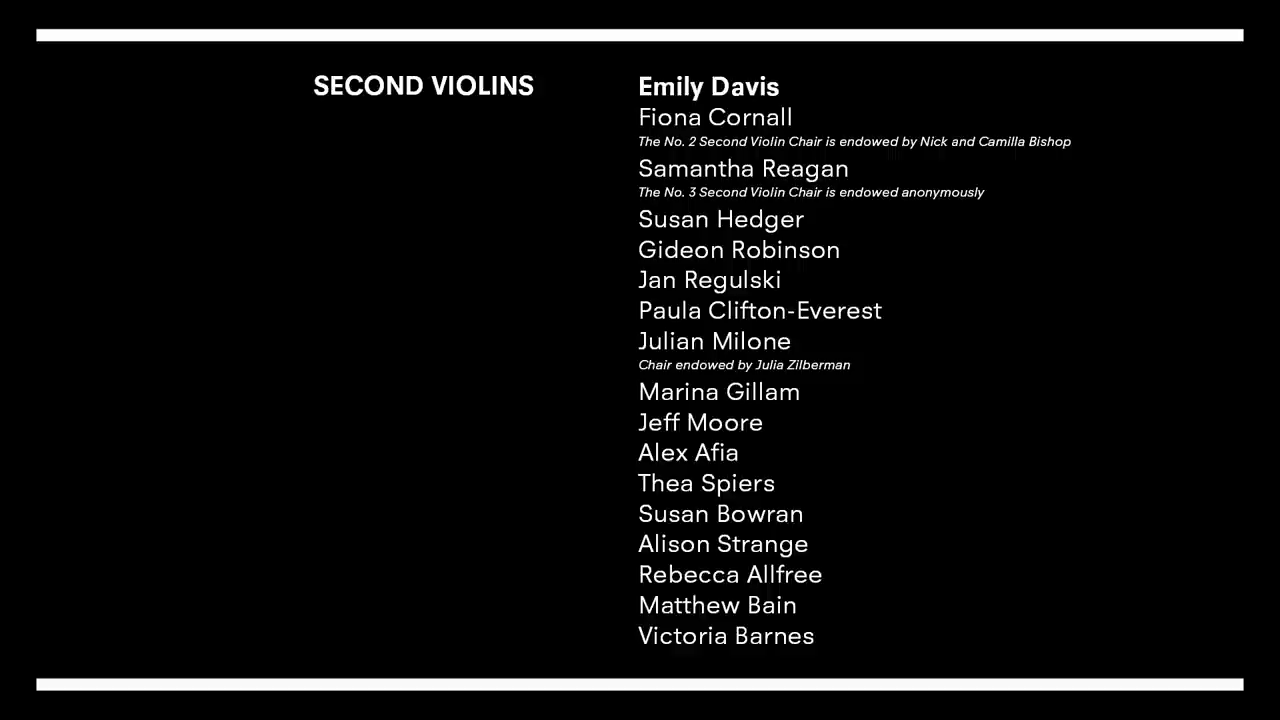 SECOND VIOLINS
Emily Davis
Fiona Cornall
The No. 2 Second Violin Chair is endowed by Nick and Camilla Bishop
Samantha Reagan
The No. 3 Second Violin Chair is endowed anonymously
Susan Hedger
Gideon Robinson
Jan Regulski
Paula Clifton-Everest
Julian Milone
Chair endowed by Julia Zilberman
Marina Gillam
Jeff Moore
Alex Afia
Thea Spiers
Susan Bowran
Alison Strange
Rebecca Allfree
Matthew Bain
Victoria Barnes